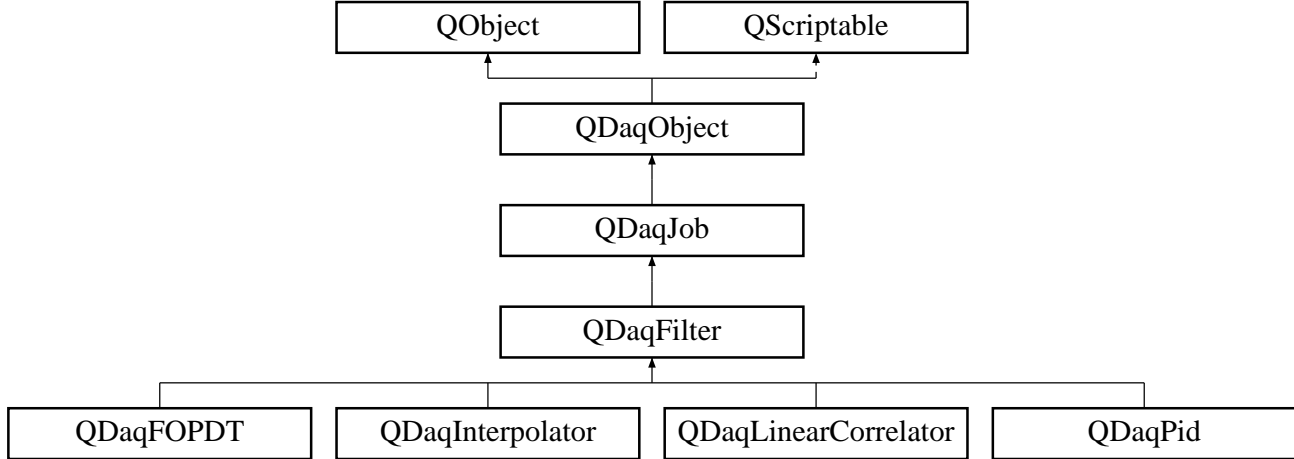 QObject
QScriptable
QDaqObject
QDaqJob
QDaqFilter
QDaqFOPDT
QDaqInterpolator
QDaqLinearCorrelator
QDaqPid